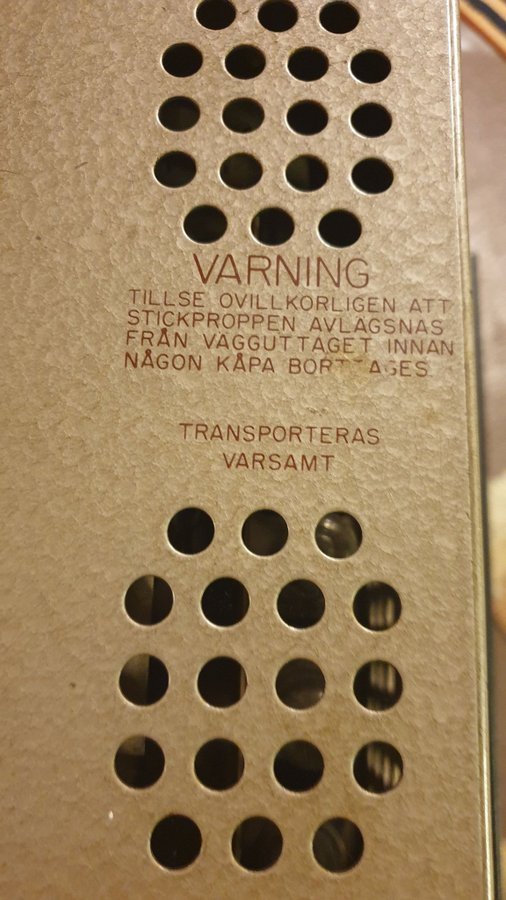 VARNING
TILLSE OVILLKORLIGEN ATT
STICKPROPPEN AVLÄGSNAS
FRÅN VÄGGUTTAGET INNAN
NÅGON KÅPA BORTTAGES
TRANSPORTERAS
VARSAMT